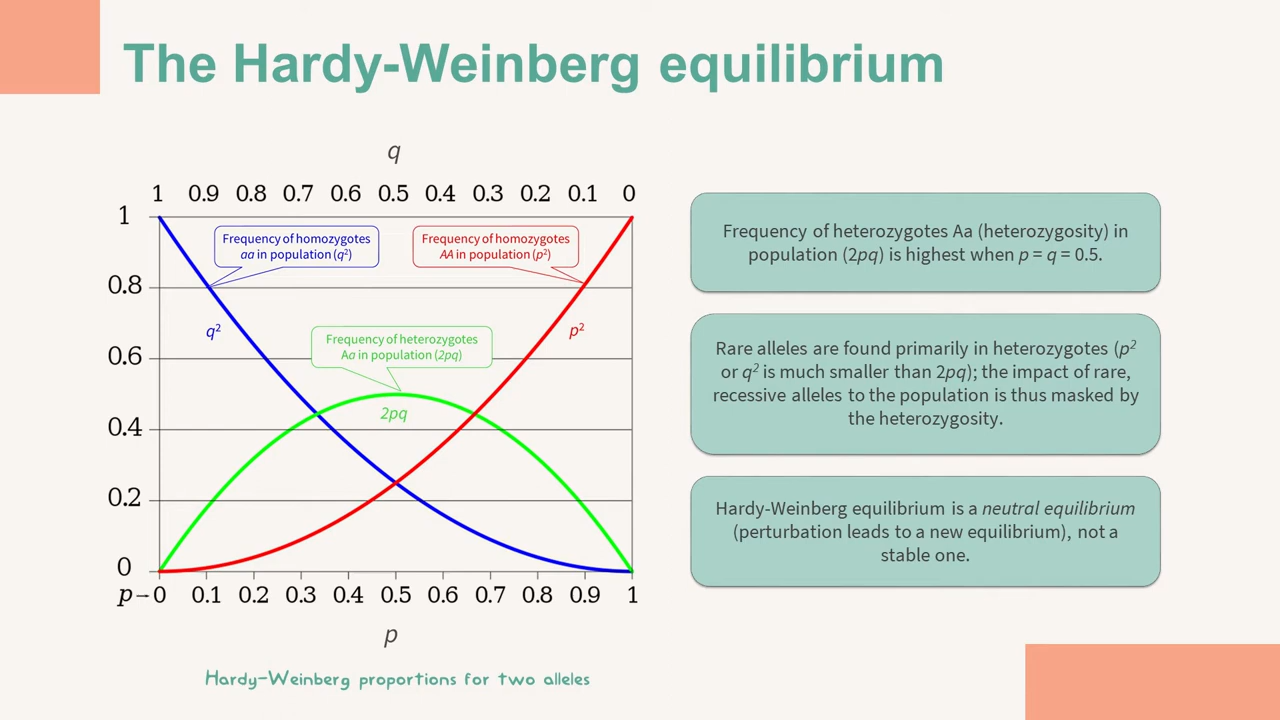 The Hardy-Weinberg equilibrium
q
1 0.9 0.8 0.7 0.6 0.5 0.4 0.3 0.2 0.1 0
1
Frequency of homozygotes
aa in population (q²)
Frequency of homozygotes
AA in population (p²)
0.8
q²
p²
Frequency of heterozygotes
Aa in population (2pq)
0.6
2pq
0.4
0.2
0
p→0 0.1 0.2 0.3 0.4 0.5 0.6 0.7 0.8 0.9 1
p
Hardy-Weinberg proportions for two alleles
Frequency of heterozygotes Aa (heterozygosity) in
population (2pq) is highest when p = q = 0.5.
Rare alleles are found primarily in heterozygotes (p²
or q² is much smaller than 2pq); the impact of rare,
recessive alleles to the population is thus masked by
the heterozygosity.
Hardy-Weinberg equilibrium is a neutral equilibrium
(perturbation leads to a new equilibrium), not a
stable one.